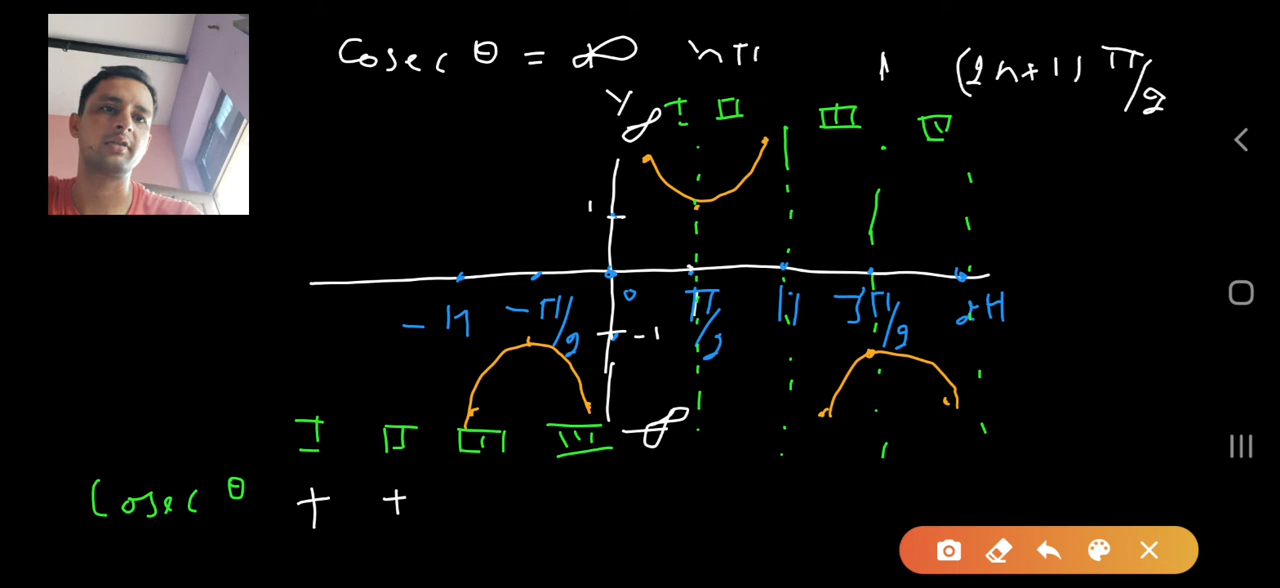 Cosec θ = ∞ nπ 1 (2n+1) π/2
y ∞ I II III IV
1
-π -π/2 0 π/2 π 3π/2 2π
-1
I II III -∞
Cosec θ + +